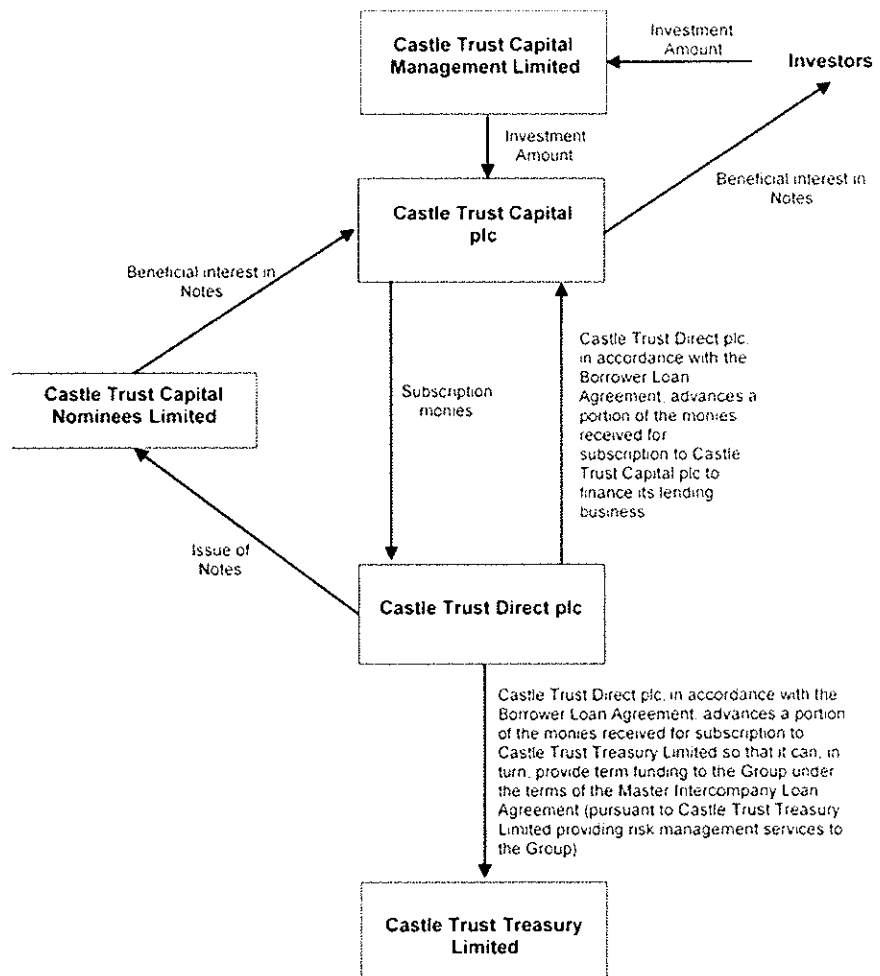 Castle Trust Capital
Management Limited
Investment
Amount
Investors
Investment
Amount
Castle Trust Capital
plc
Beneficial interest in
Notes
Beneficial interest in
Notes
Castle Trust Capital
Nominees Limited
Subscription
monies
Castle Trust Direct plc,
in accordance with the
Borrower Loan
Agreement, advances a
portion of the monies
received for
subscription to Castle
Trust Capital plc to
finance its lending
business
Issue of
Notes
Castle Trust Direct plc
Castle Trust Direct plc, in accordance with the
Borrower Loan Agreement, advances a portion
of the monies received for subscription to
Castle Trust Treasury Limited so that it can, in
turn, provide term funding to the Group under
the terms of the Master Intercompany Loan
Agreement (pursuant to Castle Trust Treasury
Limited providing risk management services to
the Group)
Castle Trust Treasury
Limited